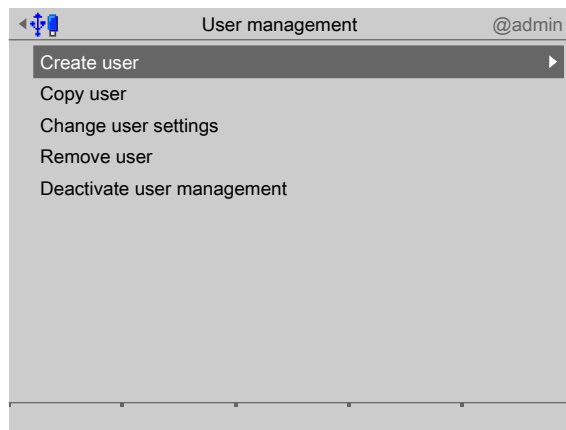 User management @admin
Create user
Copy user
Change user settings
Remove user
Deactivate user management